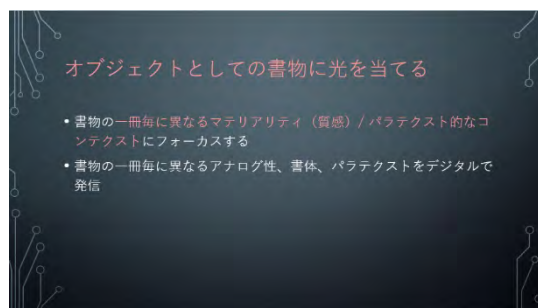 オブジェクトとしての書物に光を当てる
• 書物の一冊毎に異なるマテリアリティ（質感）/ パラテクスト的なコ
ンテクストにフォーカスする
• 書物の一冊毎に異なるアナログ性、書体、パラテクストをデジタルで
発信